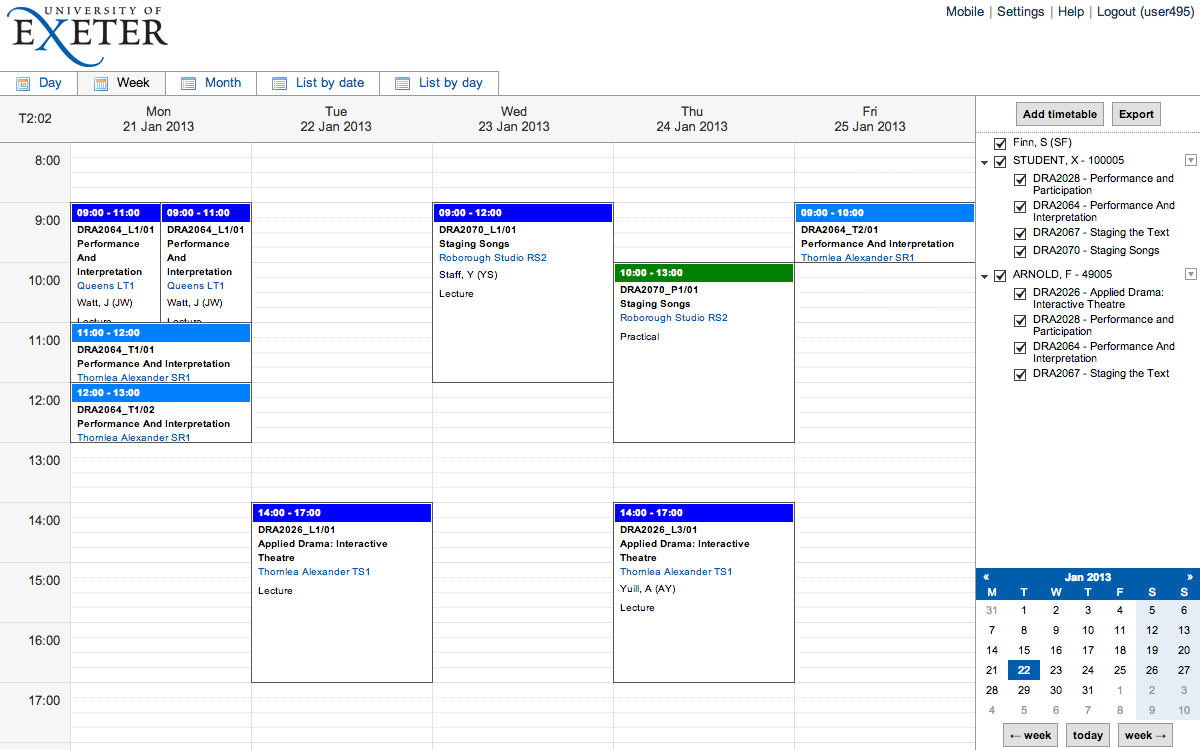 UNIVERSITY OF
EXETER
Mobile | Settings | Help | Logout (user495)
Day
Week
Month
List by date
List by day
T2:02
Mon
21 Jan 2013
Tue
22 Jan 2013
Wed
23 Jan 2013
Thu
24 Jan 2013
Fri
25 Jan 2013
8:00
9:00
10:00
11:00
12:00
13:00
14:00
15:00
16:00
17:00
09:00 - 11:00
DRA2064_L1/01
Performance
And
Interpretation
Queens LT1
Watt, J (JW)
Lecture
09:00 - 11:00
DRA2064_L1/01
Performance
And
Interpretation
Queens LT1
Watt, J (JW)
Lecture
11:00 - 12:00
DRA2064_T1/01
Performance And Interpretation
Thornlea Alexander SR1
12:00 - 13:00
DRA2064_T1/02
Performance And Interpretation
Thornlea Alexander SR1
14:00 - 17:00
DRA2026_L1/01
Applied Drama: Interactive
Theatre
Thornlea Alexander TS1
Lecture
09:00 - 12:00
DRA2070_L1/01
Staging Songs
Roborough Studio RS2
Staff, Y (YS)
Lecture
10:00 - 13:00
DRA2070_P1/01
Staging Songs
Roborough Studio RS2
Practical
14:00 - 17:00
DRA2026_L3/01
Applied Drama: Interactive
Theatre
Thornlea Alexander TS1
Yuill, A (AY)
Lecture
09:00 - 10:00
DRA2064_T2/01
Performance And Interpretation
Thornlea Alexander SR1
Add timetable
Export
Finn, S (SF)
STUDENT, X - 100005
DRA2028 - Performance and
Participation
DRA2064 - Performance And
Interpretation
DRA2067 - Staging the Text
DRA2070 - Staging Songs
ARNOLD, F - 49005
DRA2026 - Applied Drama:
Interactive Theatre
DRA2028 - Performance and
Participation
DRA2064 - Performance And
Interpretation
DRA2067 - Staging the Text
« Jan 2013 »
M T W T F S S
31 1 2 3 4 5 6
7 8 9 10 11 12 13
14 15 16 17 18 19 20
21 22 23 24 25 26 27
28 29 30 31 1 2 3
4 5 6 7 8 9 10
← week
today
week →